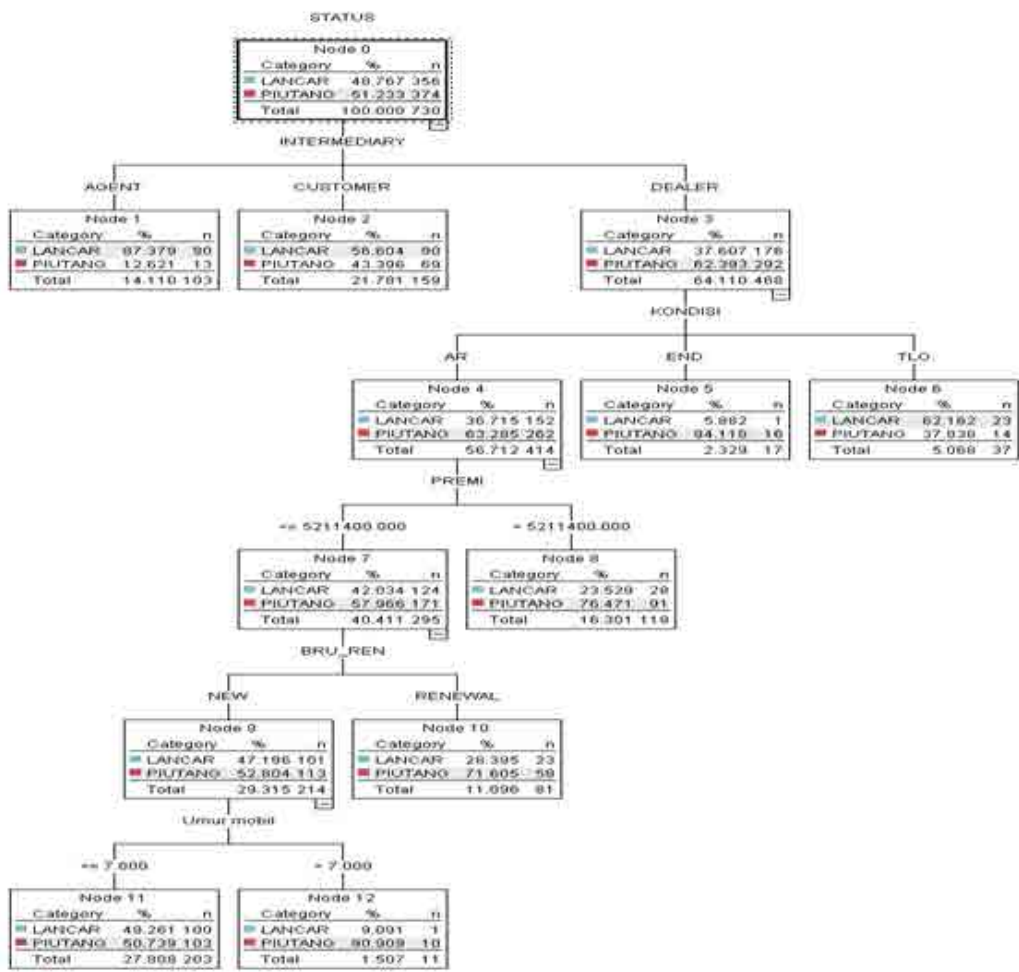 STATUS
Node 0
Category % n
LANCAR 48.767 356
PIUTANG 51.233 374
Total 100.000 730
INTERMEDIARY
AGENT
Node 1
Category % n
LANCAR 87.379 90
PIUTANG 12.621 13
Total 14.110 103
CUSTOMER
Node 2
Category % n
LANCAR 56.604 90
PIUTANG 43.396 69
Total 21.781 159
DEALER
Node 3
Category % n
LANCAR 37.607 176
PIUTANG 62.393 292
Total 64.110 468
KONDISI
AR
Node 4
Category % n
LANCAR 36.715 152
PIUTANG 63.285 262
Total 56.712 414
END
Node 5
Category % n
LANCAR 5.882 1
PIUTANG 94.118 16
Total 2.329 17
TLO
Node 6
Category % n
LANCAR 62.162 23
PIUTANG 37.838 14
Total 5.068 37
PREMI
<= 5211400.000
Node 7
Category % n
LANCAR 42.034 124
PIUTANG 57.966 171
Total 40.411 295
> 5211400.000
Node 8
Category % n
LANCAR 23.529 28
PIUTANG 76.471 91
Total 16.301 119
BRU_REN
NEW
Node 9
Category % n
LANCAR 47.196 101
PIUTANG 52.804 113
Total 29.315 214
RENEWAL
Node 10
Category % n
LANCAR 28.395 23
PIUTANG 71.605 58
Total 11.096 81
Umur mobil
<= 7.000
Node 11
Category % n
LANCAR 49.261 100
PIUTANG 50.739 103
Total 27.808 203
> 7.000
Node 12
Category % n
LANCAR 9.091 1
PIUTANG 90.909 10
Total 1.507 11